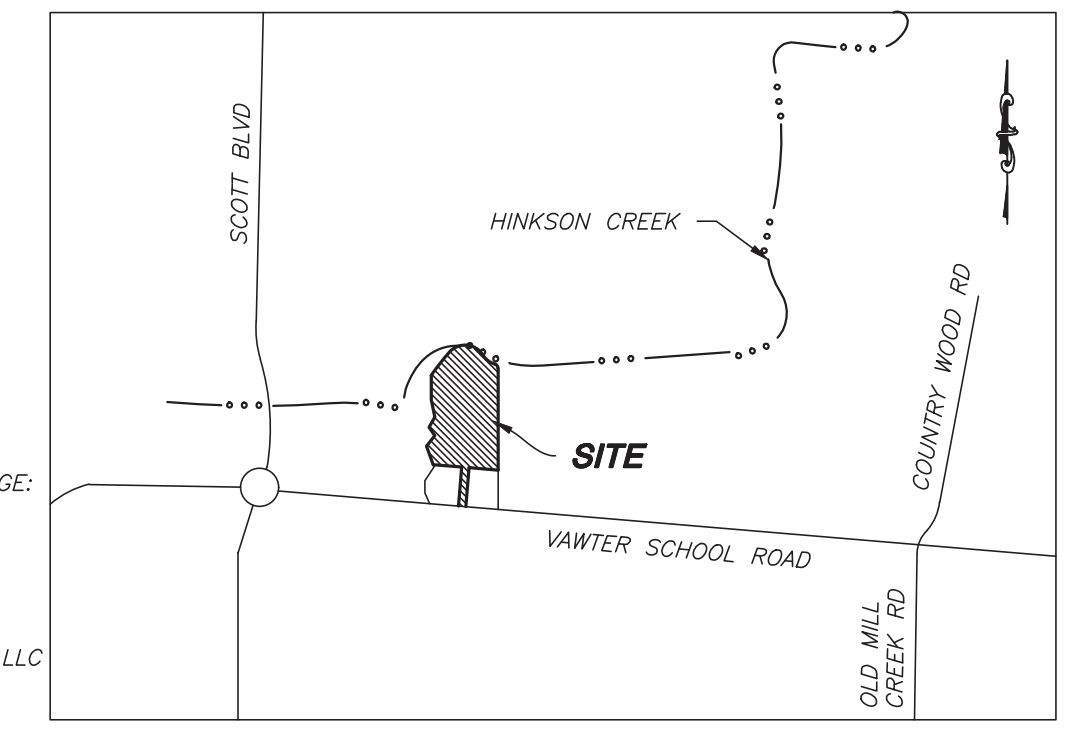 SCOTT BLVD
HINKSON CREEK
COUNTRY WOOD RD
SITE
GE:
VAWTER SCHOOL ROAD
OLD MILL
CREEK RD
LLC